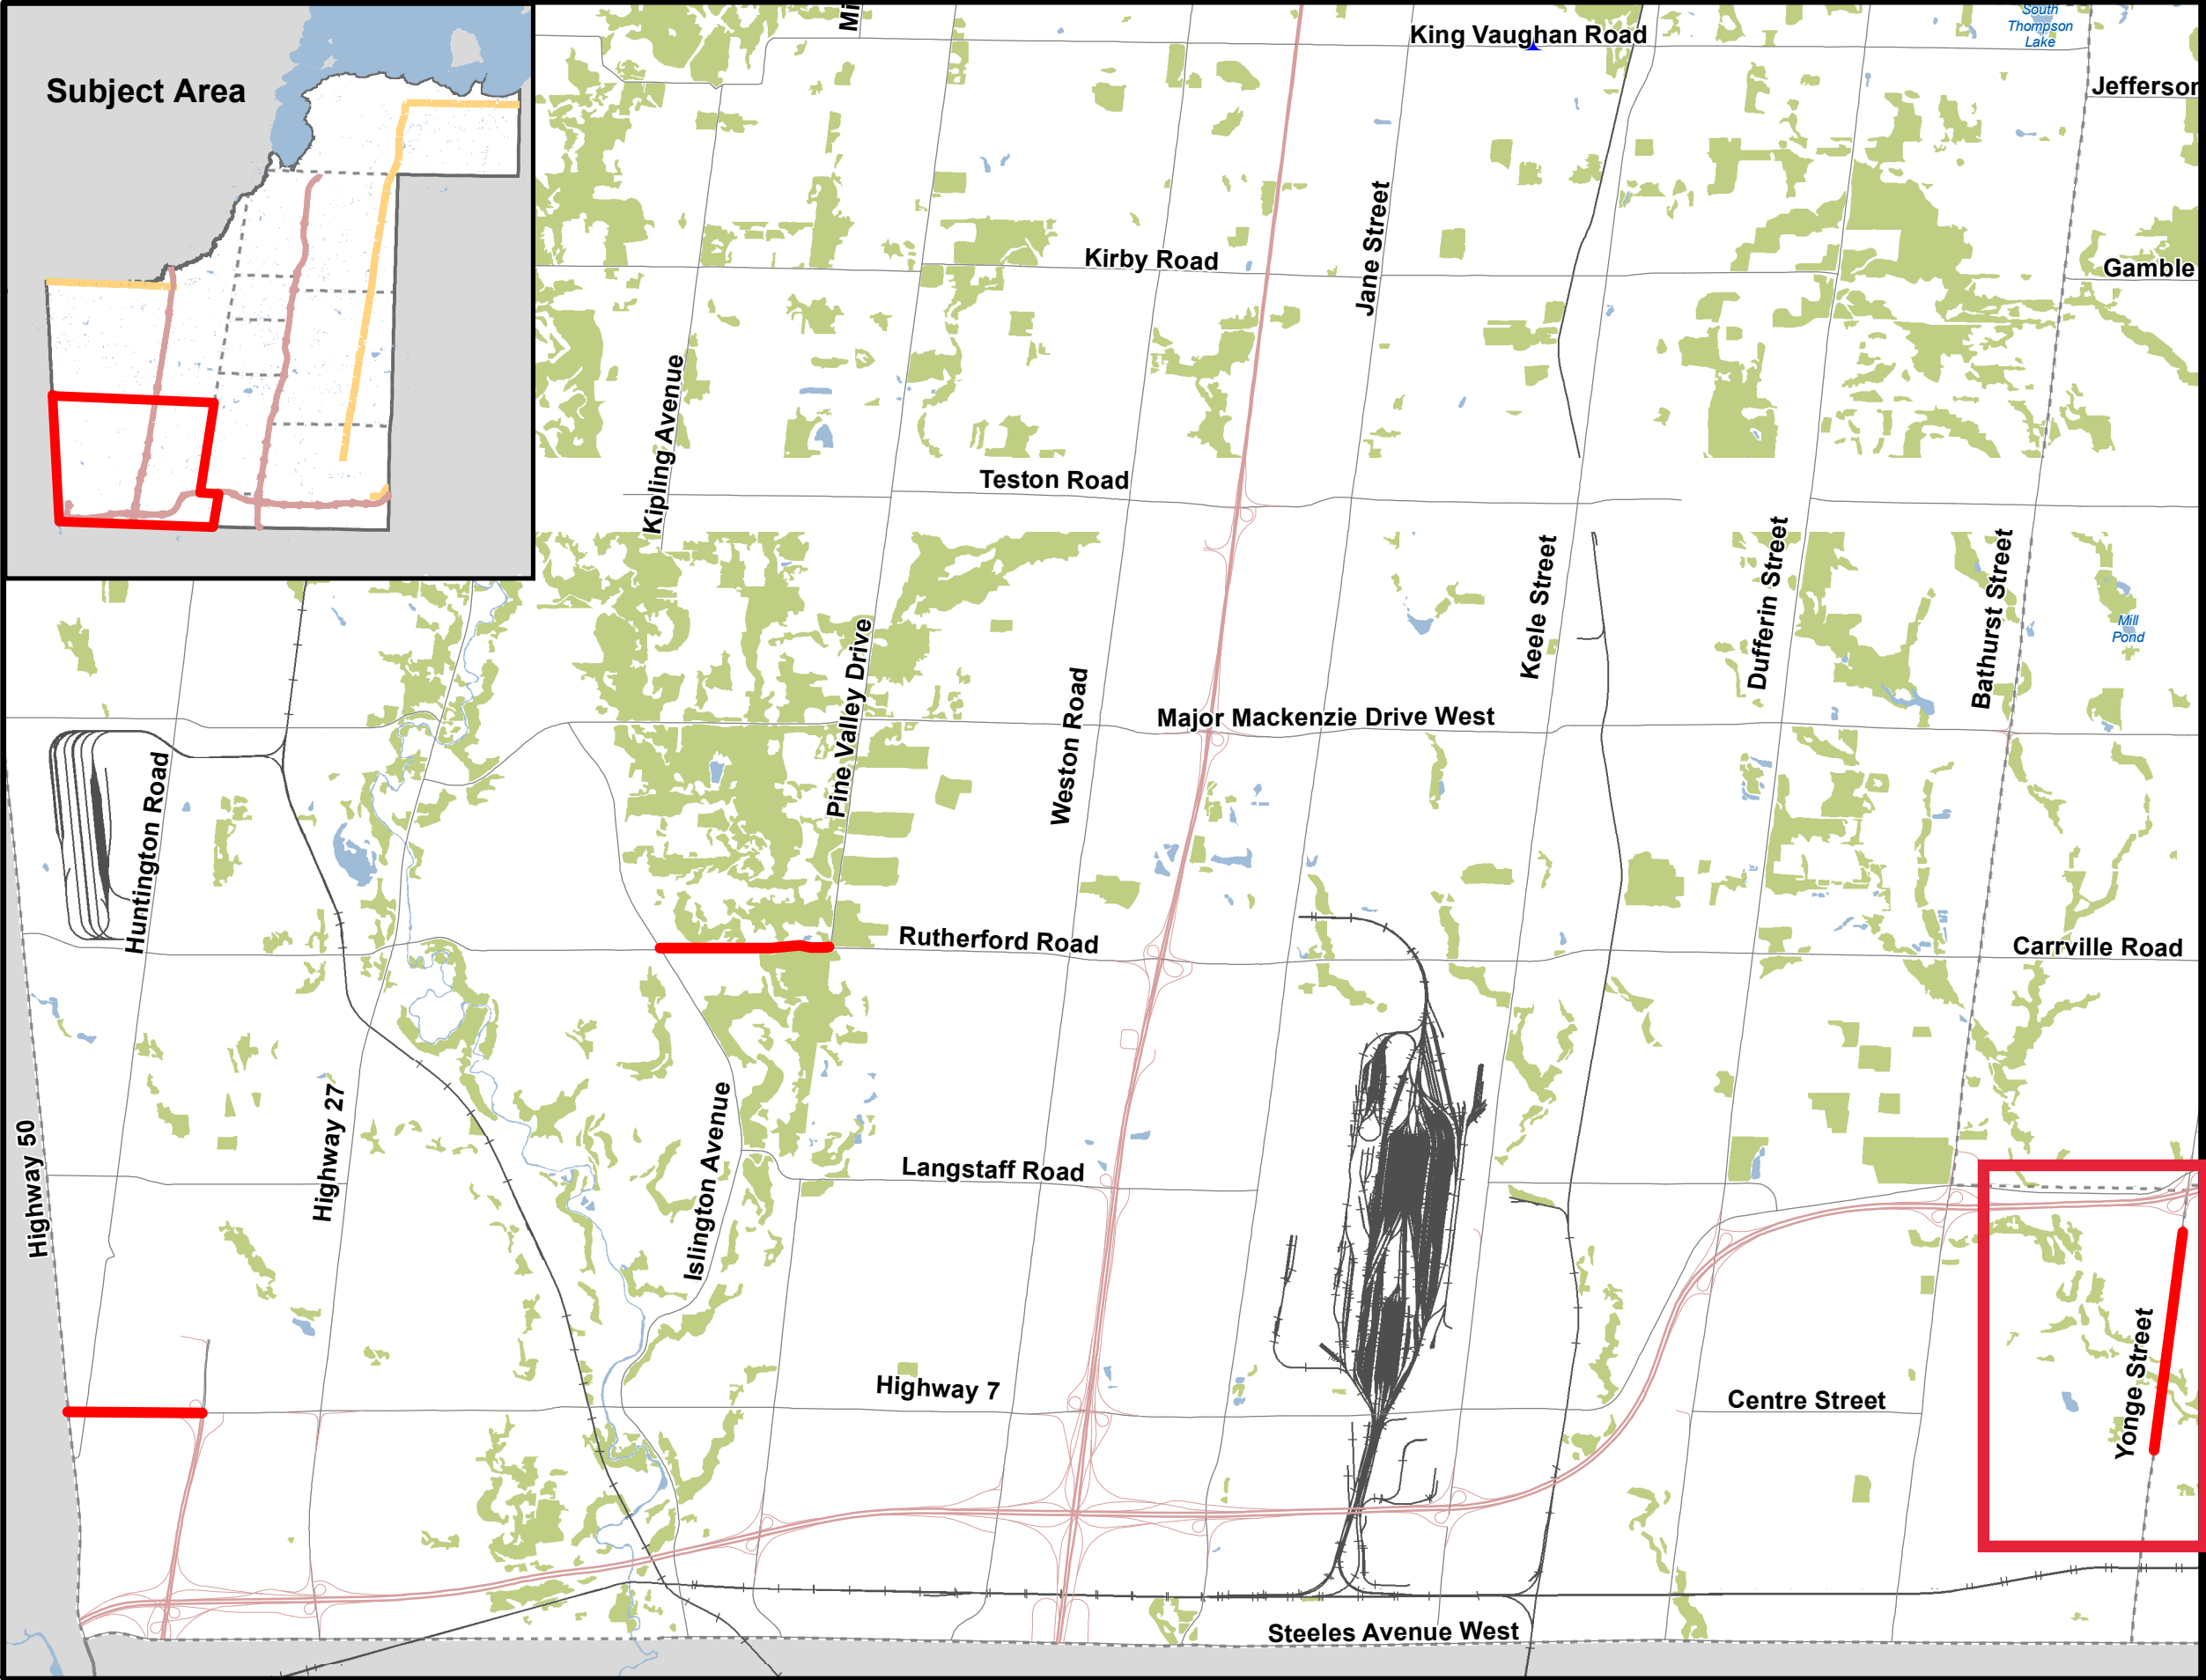 Subject Area
Mi
King Vaughan Road
South
Thompson
Lake
Jefferson
Jane Street
Kirby Road
Gamble
Kipling Avenue
Teston Road
Keele Street
Dufferin Street
Bathurst Street
Mill
Pond
Pine Valley Drive
Weston Road
Major Mackenzie Drive West
Huntington Road
Rutherford Road
Carrville Road
Highway 50
Highway 27
Islington Avenue
Langstaff Road
Highway 7
Centre Street
Yonge Street
Steeles Avenue West